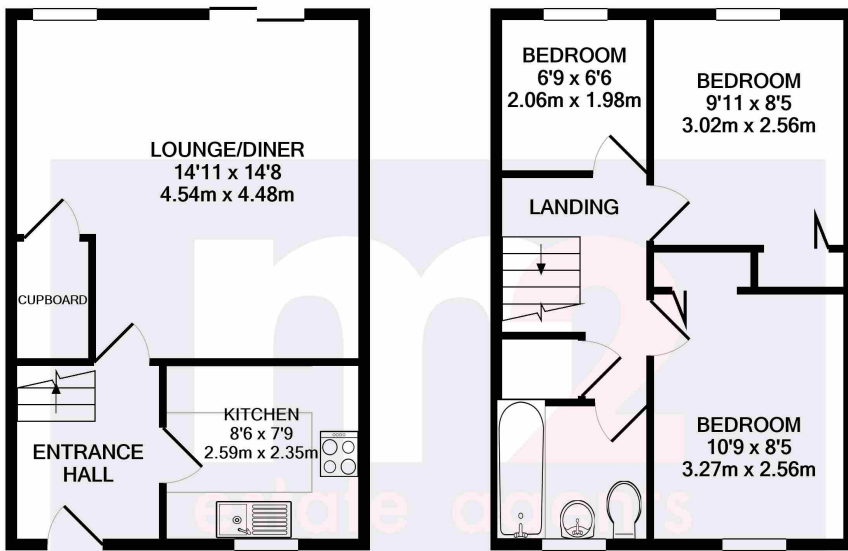 LOUNGE/DINER
14'11 x 14'8
4.54m x 4.48m
CUPBOARD
KITCHEN
8'6 x 7'9
2.59m x 2.35m
ENTRANCE
HALL
BEDROOM
6'9 x 6'6
2.06m x 1.98m
BEDROOM
9'11 x 8'5
3.02m x 2.56m
LANDING
BEDROOM
10'9 x 8'5
3.27m x 2.56m
m2
estate agents